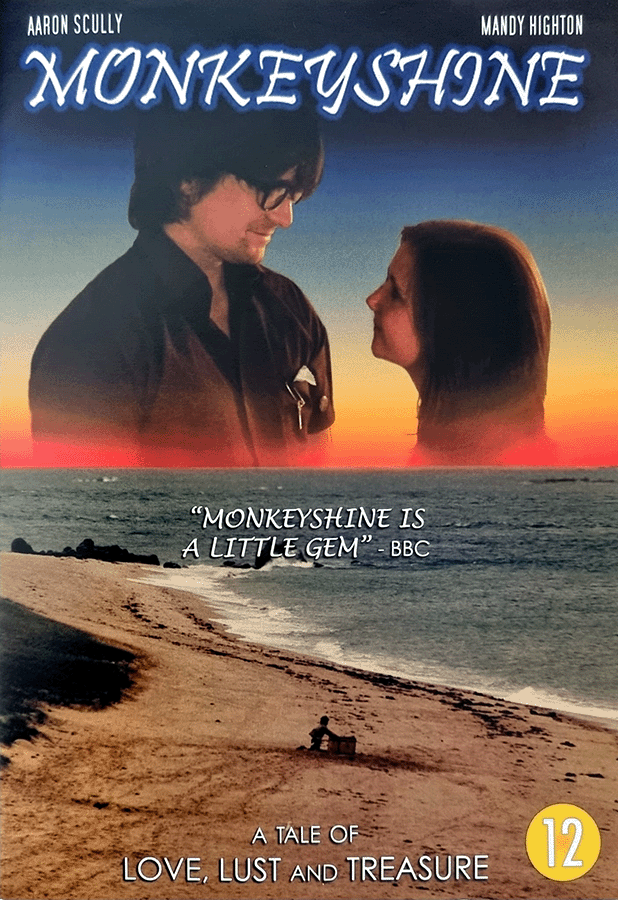 AARON SCULLY MANDY HIGHTON
MONKEYSHINE
“MONKEYSHINE IS
A LITTLE GEM” - BBC
A TALE OF
LOVE, LUST AND TREASURE
12